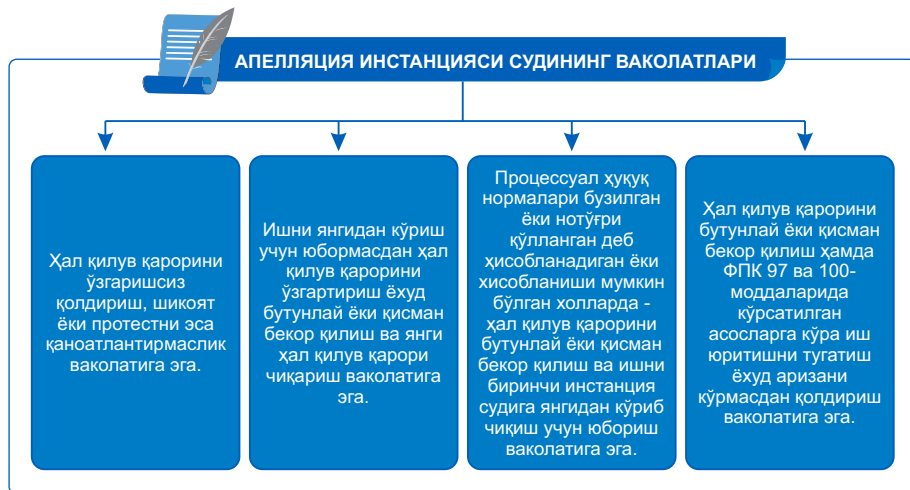 АПЕЛЛЯЦИЯ ИНСТАНЦИЯСИ СУДИНИНГ ВАКОЛАТЛАРИ
Ҳал қилув қарорини
ўзгаришсиз
қолдириш, шикоят
ёки протестни эса
қаноатлантирмаслик
ваколатига эга.
Ишни янгидан кўриш
учун юбормасдан ҳал
қилув қарорини
ўзгартириш ёхуд
бутунлай ёки қисман
бекор қилиш ва янги
ҳал қилув қарори
чиқариш ваколатига
эга.
Процессуал ҳуқуқ
нормалари бузилган
ёки нотўғри
қўлланган деб
ҳисобланадиган ёки
хисобланиши мумкин
бўлган холларда -
ҳал қилув қарорини
бутунлай ёки қисман
бекор қилиш ва ишни
биринчи инстанция
судига янгидан кўриб
чиқиш учун юбориш
ваколатига эга.
Ҳал қилув қарорини
бутунлай ёки қисман
бекор қилиш ҳамда
ФПК 97 ва 100-
моддаларида
кўрсатилган
асосларга кўра иш
юритишни тугатиш
ёхуд аризани
кўрмасдан қолдириш
ваколатига эга.